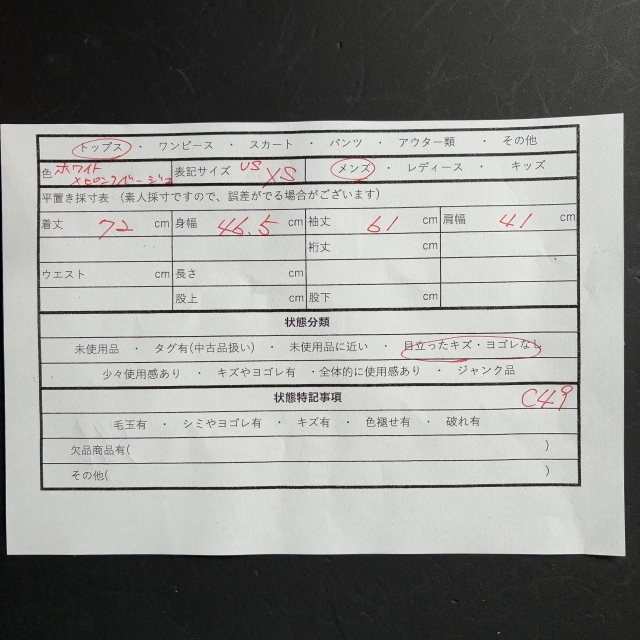 トップス ・ ワンピース ・ スカート ・ パンツ ・ アウター類 ・ その他
色 ホワイト×ピンク×ベージュ 表記サイズ US XS メンズ ・ レディース ・ キッズ
平置き採寸表（素人採寸ですので、誤差がでる場合がございます）
着丈 72 cm 身幅 46.5 cm 袖丈 61 cm 肩幅 41 cm
裄丈 cm
ウエスト cm 長さ cm
股上 cm 股下 cm
状態分類
未使用品 ・ タグ有(中古品扱い) ・ 未使用品に近い ・ 目立ったキズ・ヨゴレなし
少々使用感あり ・ キズやヨゴレ有 ・全体的に使用感あり ・ ジャンク品
状態特記事項 C49
毛玉有 ・ シミやヨゴレ有 ・ キズ有 ・ 色褪せ有 ・ 破れ有
欠品商品有( )
その他( )